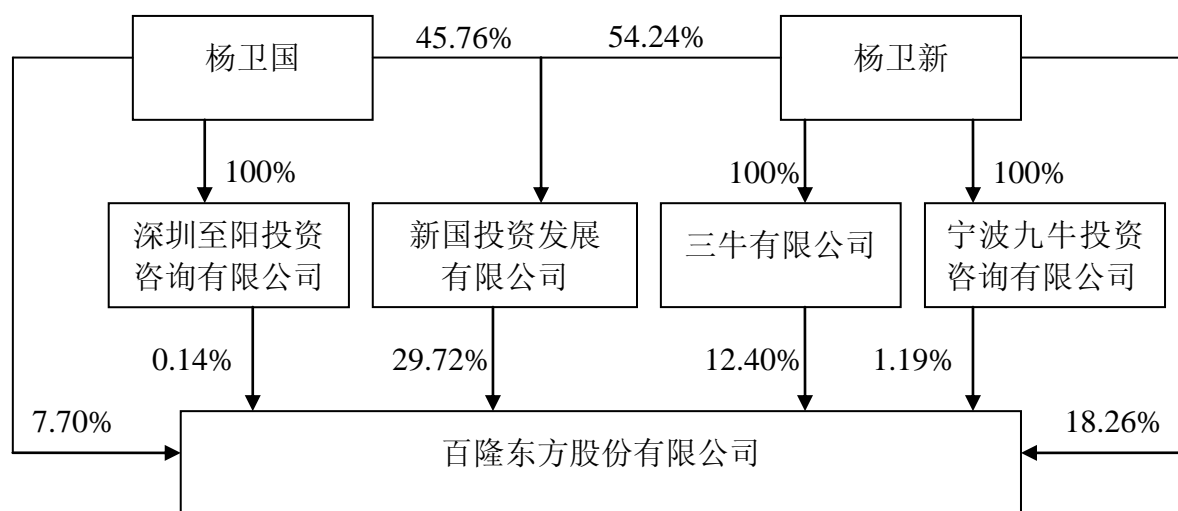 45.76%
54.24%
杨卫国
杨卫新
100%
100%
100%
深圳至阳投资
咨询有限公司
新国投资发展
有限公司
三牛有限公司
宁波九牛投资
咨询有限公司
0.14%
29.72%
12.40%
1.19%
7.70%
18.26%
百隆东方股份有限公司